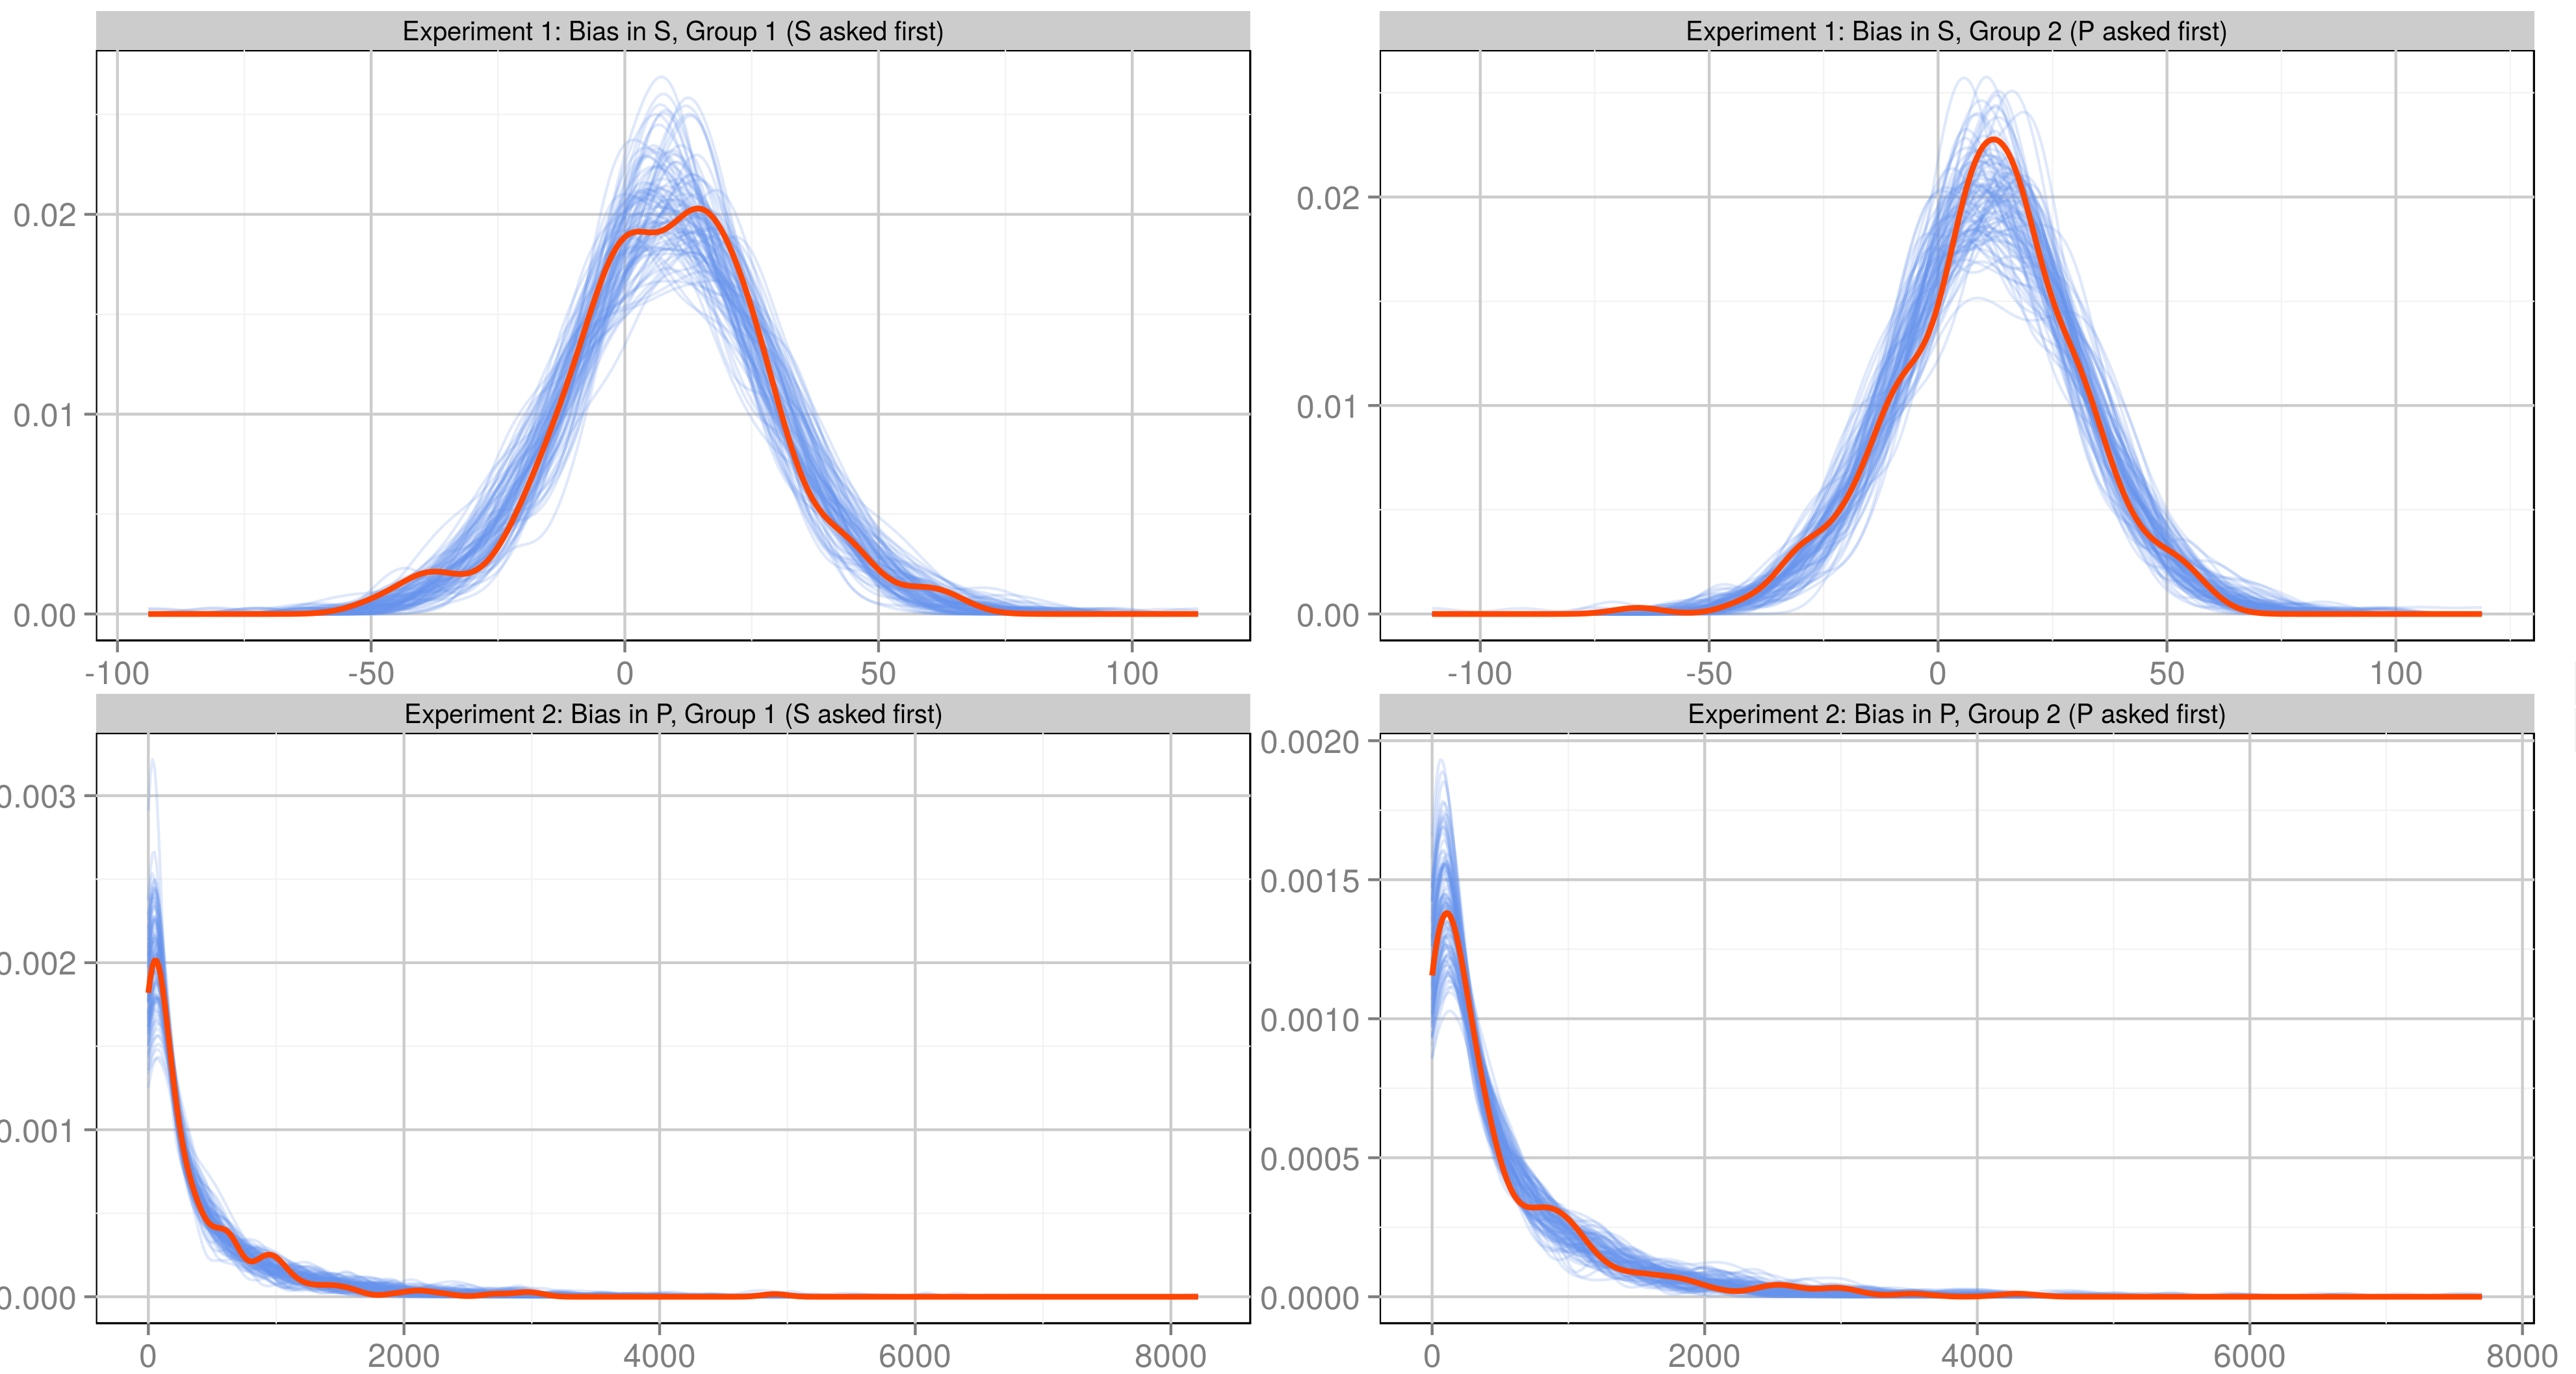 Experiment 1: Bias in S, Group 1 (S asked first)
0.02
0.01
0.00
-100 -50 0 50 100
Experiment 1: Bias in S, Group 2 (P asked first)
0.02
0.01
0.00
-100 -50 0 50 100
Experiment 2: Bias in P, Group 1 (S asked first)
0.003
0.002
0.001
0.000
0 2000 4000 6000 8000
Experiment 2: Bias in P, Group 2 (P asked first)
0.0020
0.0015
0.0010
0.0005
0.0000
0 2000 4000 6000 8000